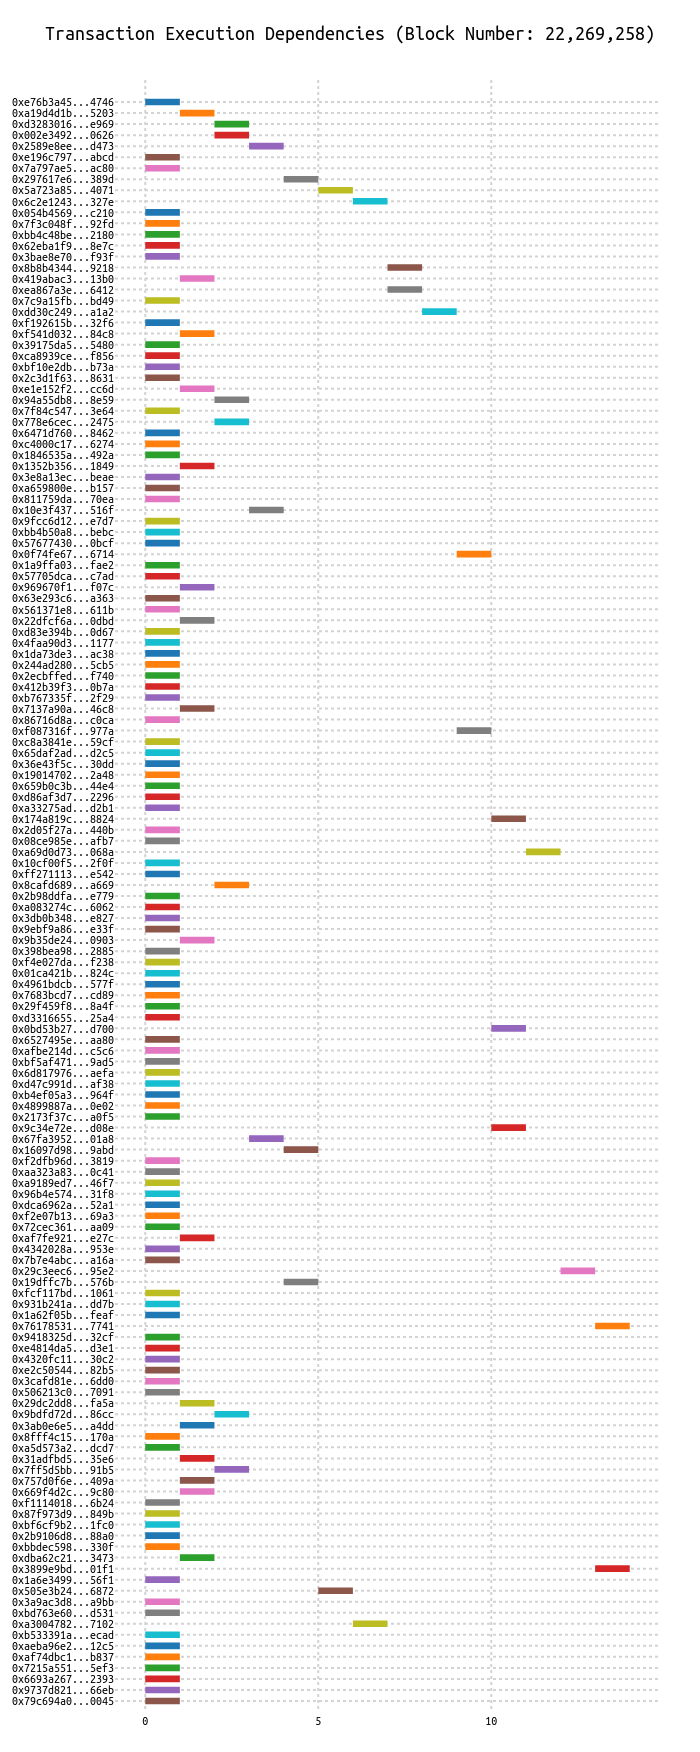 Transaction Execution Dependencies (Block Number: 22,269,258)
0xe76b3a45...4746
0xa19d4d1b...5203
0xd3283016...e969
0x002e3492...0626
0x2589e8ee...d473
0xe196c797...abcd
0x7a797ae5...ac80
0x297617e6...389d
0x5a723a85...4071
0x6c2e1243...327e
0x054b4569...c210
0x7f3c048f...92fd
0xbb4c48be...2180
0x62eba1f9...8e7c
0x3bae8e70...f93f
0x8b8b4344...9218
0x419abac3...13b0
0xea867a3e...6412
0x7c9a15fb...bd49
0xdd30c249...a1a2
0xf192615b...32f6
0xf541d032...84c8
0x39175da5...5480
0xca8939ce...f856
0xbf10e2db...b73a
0x2c3d1f63...8631
0xe1e152f2...cc6d
0x94a55db8...8e59
0x7f84c547...3e64
0x778e6cec...2475
0x6471d760...8462
0xc4000c17...6274
0x1846535a...492a
0x1352b356...1849
0x3e8a13ec...beae
0xa659800e...b157
0x811759da...70ea
0x10e3f437...516f
0x9fcc6d12...e7d7
0xbb4b50a8...bebc
0x57677430...0bcf
0x0f74fe67...6714
0x1a9ffa03...fae2
0x57705dca...c7ad
0x969670f1...f07c
0x63e293c6...a363
0x561371e8...611b
0x22dfcf6a...0dbd
0xd83e394b...0d67
0x4faa90d3...1177
0x1da73de3...ac38
0x244ad280...5cb5
0x2ecbffed...f740
0x412b39f3...0b7a
0xb767335f...2f29
0x7137a90a...46c8
0x86716d8a...c0ca
0xf087316f...977a
0xc8a3841e...59cf
0x65daf2ad...d2c5
0x36e43f5c...30dd
0x19014702...2a48
0x659b0c3b...44e4
0xd86af3d7...2296
0xa33275ad...d2b1
0x174a819c...8824
0x2d05f27a...440b
0x08ce985e...afb7
0xa69d0d73...068a
0x10cf00f5...2f0f
0xff271113...e542
0x8cafd689...a669
0x2b98ddfa...e779
0xa083274c...6062
0x3db0b348...e827
0x9ebf9a86...e33f
0x9b35de24...0903
0x398bea98...2885
0xf4e027da...f238
0x01ca421b...824c
0x4961bdcb...577f
0x7683bcd7...cd89
0x29f459f8...8a4f
0xd3316655...25a4
0x0bd53b27...d700
0x6527495e...aa80
0xafbe214d...c5c6
0xbf5af471...9ad5
0x6d817976...aefa
0xd47c991d...af38
0xb4ef05a3...964f
0x4899887a...0e02
0x2173f37c...a0f5
0x9c34e72e...d08e
0x67fa3952...01a8
0x16097d98...9abd
0xf2dfb96d...3819
0xaa323a83...0c41
0xa9189ed7...46f7
0x96b4e574...31f8
0xdca6962a...52a1
0xf2e07b13...69a3
0x72cec361...aa09
0xaf7fe921...e27c
0x4342028a...953e
0x7b7e4abc...a16a
0x29c3eec6...95e2
0x19dffc7b...576b
0xfcf117bd...1061
0x931b241a...dd7b
0x1a62f05b...feaf
0x76178531...7741
0x9418325d...32cf
0xe4814da5...d3e1
0x4320fc11...30c2
0xe2c50544...82b5
0x3cafd81e...6dd0
0x506213c0...7091
0x29dc2dd8...fa5a
0x9bdfd72d...86cc
0x3ab0e6e5...a4dd
0x8fff4c15...170a
0xa5d573a2...dcd7
0x31adfbd5...35e6
0x7ff5d5bb...91b5
0x757d0f6e...409a
0x669f4d2c...9c80
0xf1114018...6b24
0x87f973d9...849b
0xbf6cf9b2...1fc0
0x2b9106d8...88a0
0xbbdec598...330f
0xdba62c21...3473
0x3899e9bd...01f1
0x1a6e3499...56f1
0x505e3b24...6872
0x3a9ac3d8...a9bb
0xbd763e60...d531
0xa3004782...7102
0xb533391a...ecad
0xaeba96e2...12c5
0xaf74dbc1...b837
0x7215a551...5ef3
0x6693a267...2393
0x9737d821...66eb
0x79c694a0...0045
0 5 10